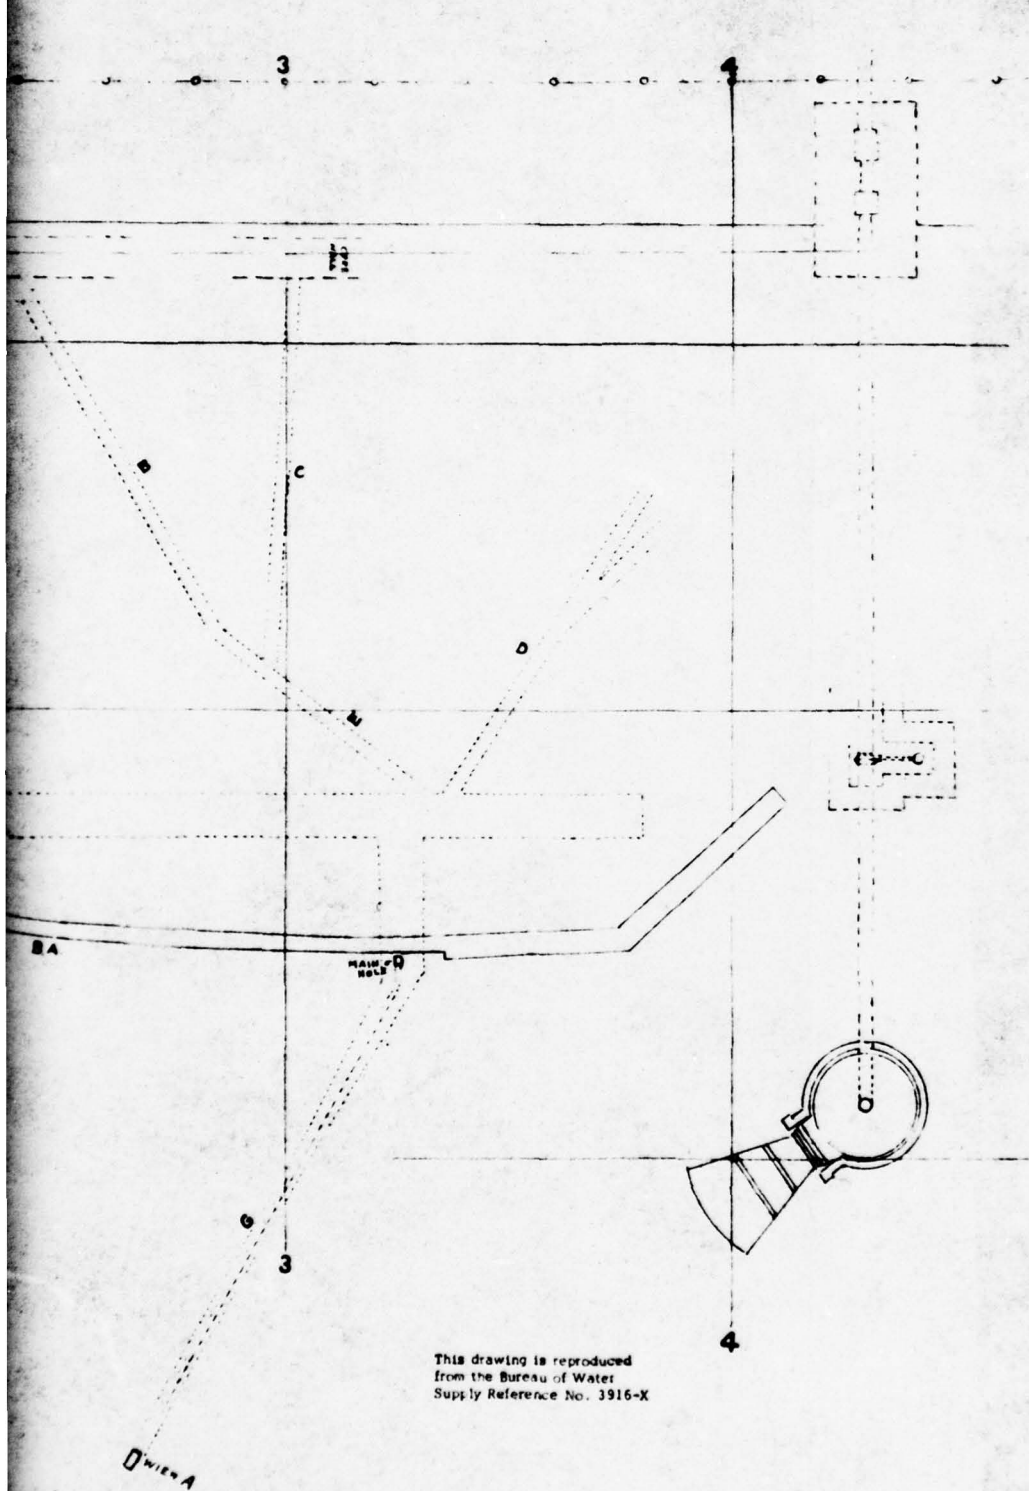 3
4
B
C
D
E
B A
MAIN
HOLE
G
3
4
This drawing is reproduced
from the Bureau of Water
Supply Reference No. 3916-X
WIER A